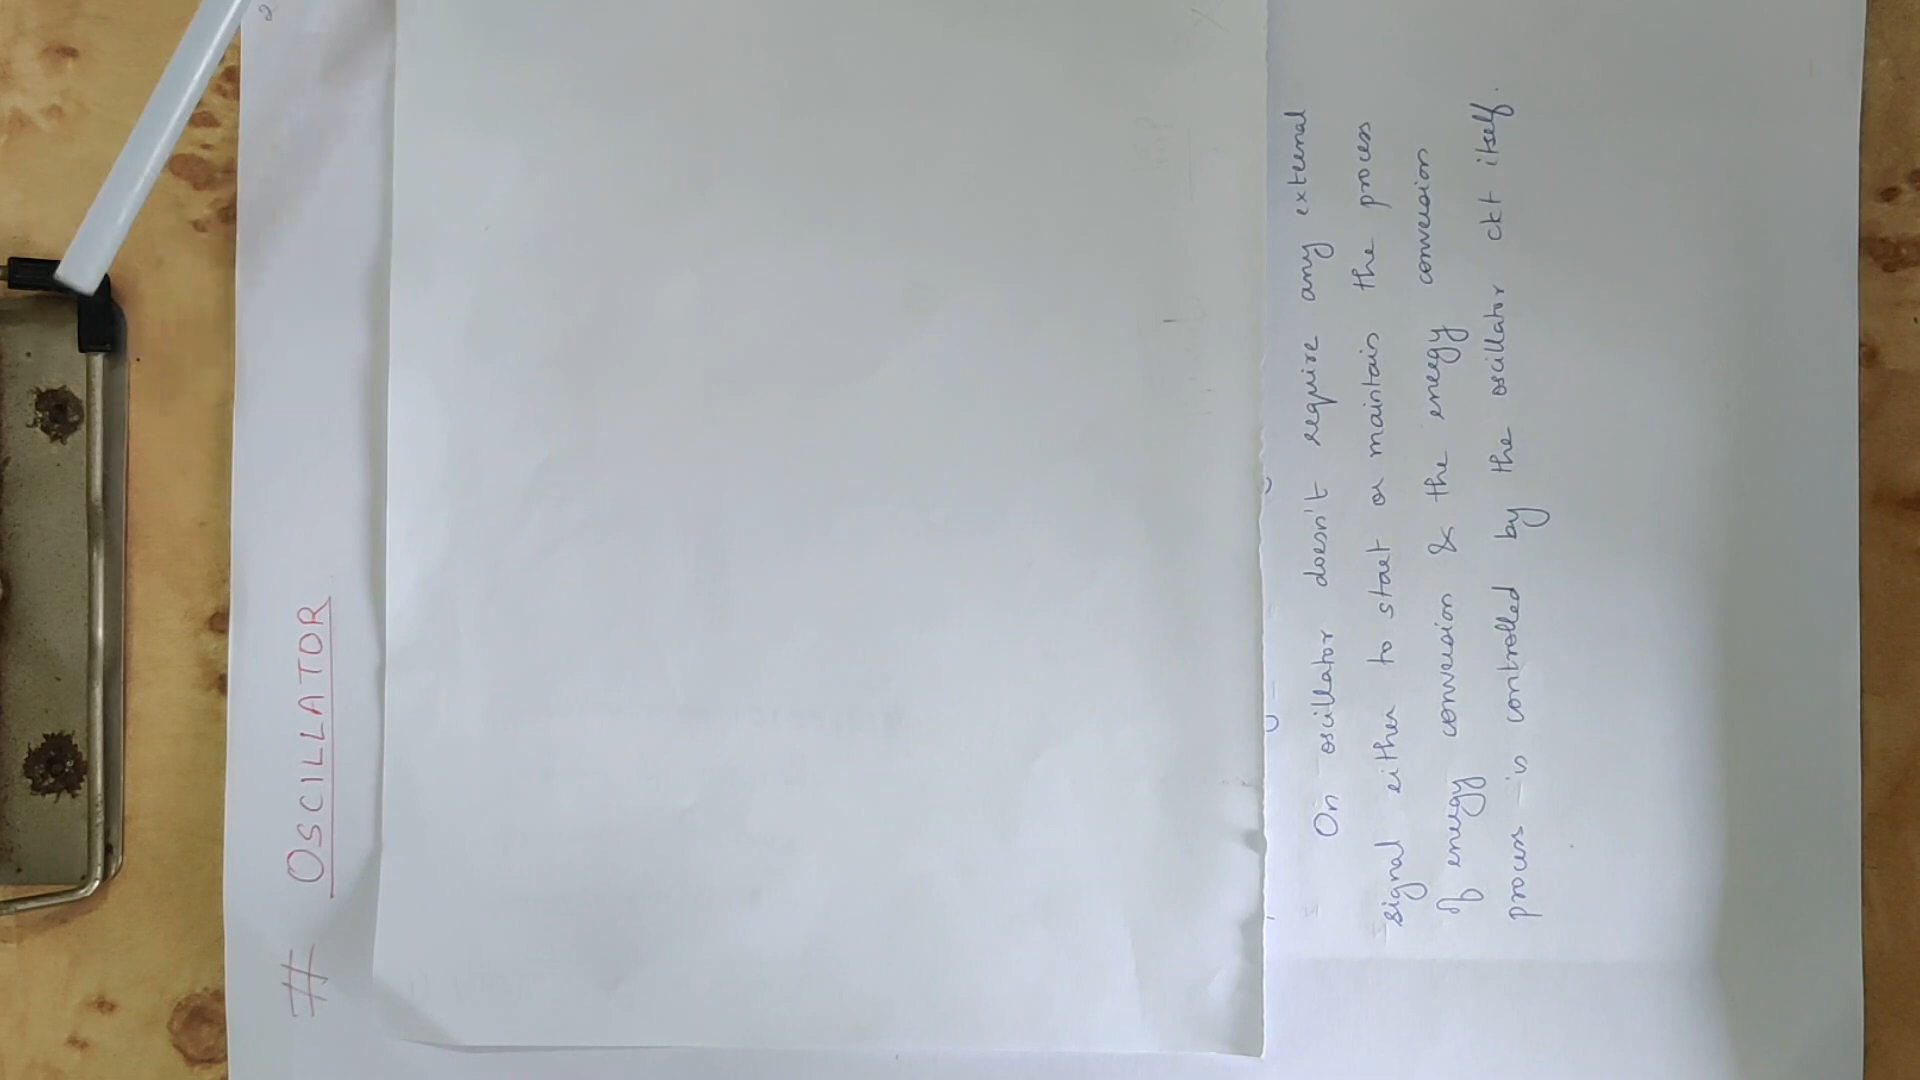 # OSCILLATOR
On oscillator doesn't require any external
signal either to start or maintain the process
of energy conversion & the energy conversion
process is controlled by the oscillator ckt itself.